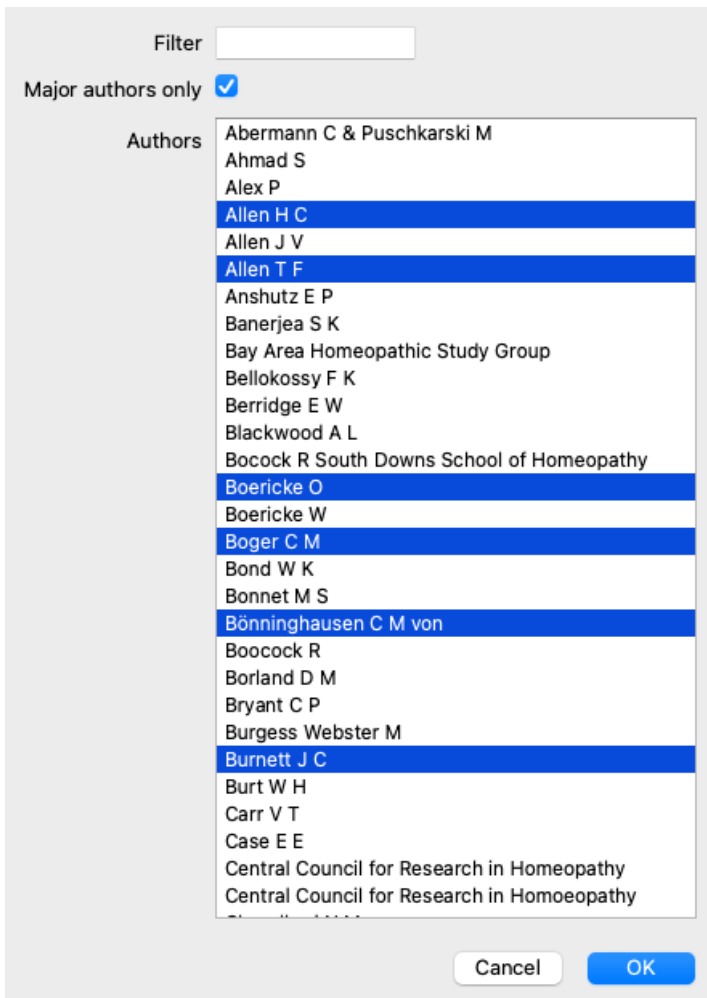 Filter
Major authors only
Authors
Abermann C & Puschkarski M
Ahmad S
Alex P
Allen H C
Allen J V
Allen T F
Anshutz E P
Banerjea S K
Bay Area Homeopathic Study Group
Bellokossy F K
Berridge E W
Blackwood A L
Bocock R South Downs School of Homeopathy
Boericke O
Boericke W
Boger C M
Bond W K
Bonnet M S
Bönninghausen C M von
Boocock R
Borland D M
Bryant C P
Burgess Webster M
Burnett J C
Burt W H
Carr V T
Case E E
Central Council for Research in Homeopathy
Central Council for Research in Homoeopathy
Cancel OK